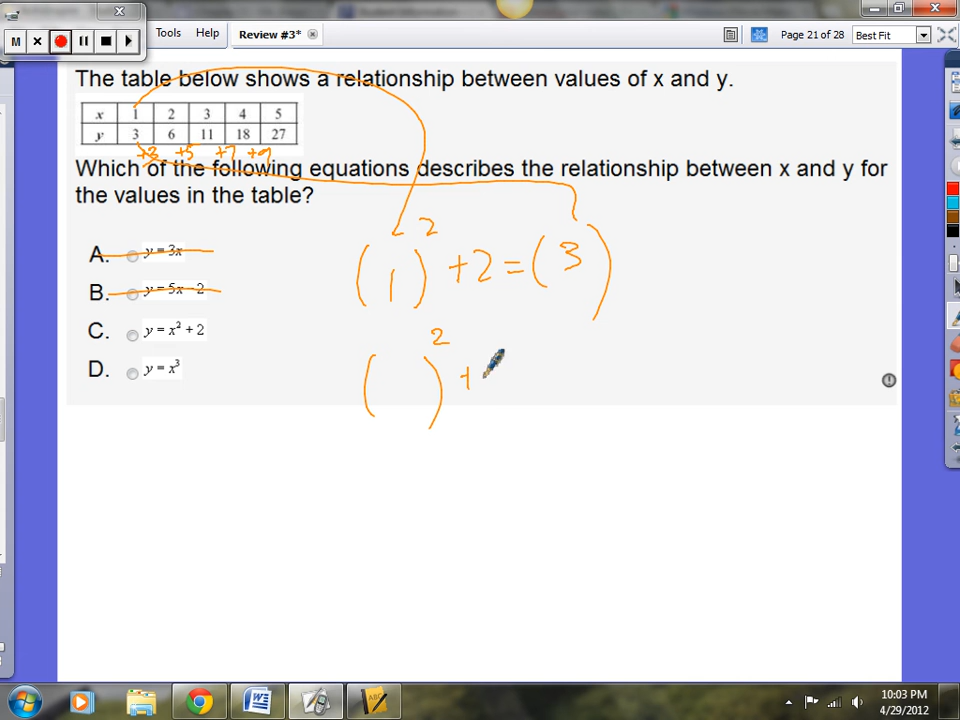 M
Tools Help Review #3* Page 21 of 28 Best Fit
The table below shows a relationship between values of x and y.
x 1 2 3 4 5
y 3 6 11 18 27
+3 +5 +7 +9
Which of the following equations describes the relationship between x and y for
the values in the table?
A. y = 3x
B. y = 5x - 2
C. y = x² + 2
D. y = x³
(1)² +2=(3)
( )² +
W
ABC
10:03 PM
4/29/2012